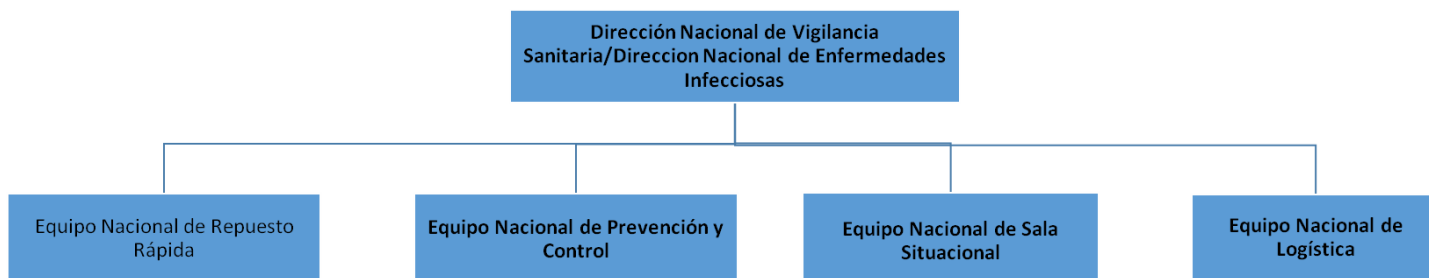 Dirección Nacional de Vigilancia
Sanitaria/Direccion Nacional de Enfermedades
Infecciosas
Equipo Nacional de Repuesto
Rápida
Equipo Nacional de Prevención y
Control
Equipo Nacional de Sala
Situacional
Equipo Nacional de
Logística